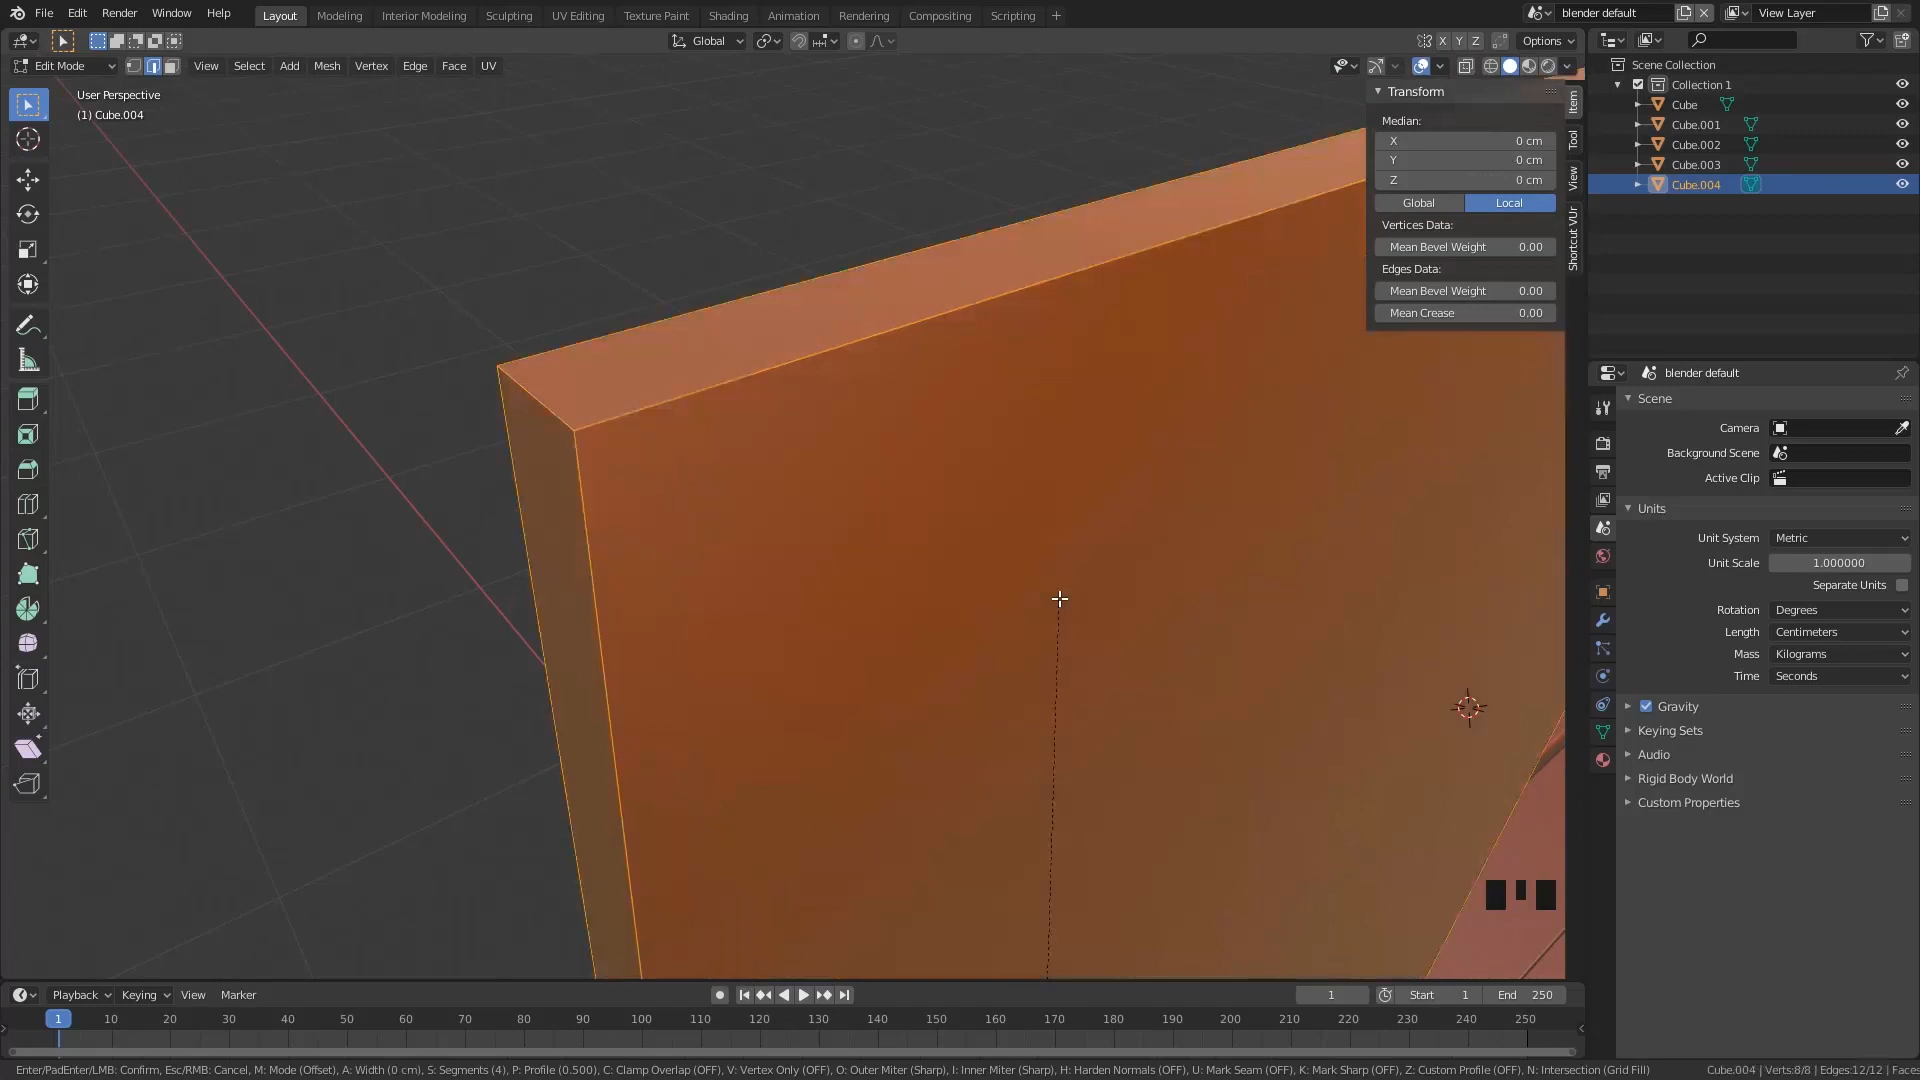 File Edit Render Window Help Layout Modeling Interior Modeling Sculpting UV Editing Texture Paint Shading Animation Rendering Compositing Scripting + blender default View Layer
Global X Y Z Options
Edit Mode View Select Add Mesh Vertex Edge Face UV
User Perspective
(1) Cube.004
Transform
Median:
X 0 cm
Y 0 cm
Z 0 cm
Global Local
Vertices Data:
Mean Bevel Weight 0.00
Edges Data:
Mean Bevel Weight 0.00
Mean Crease 0.00
Item
Tool
View
Shortcut VUr
Scene Collection
Collection 1
Cube
Cube.001
Cube.002
Cube.003
Cube.004
blender default
Scene
Camera
Background Scene
Active Clip
Units
Unit System Metric
Unit Scale 1.000000
Separate Units
Rotation Degrees
Length Centimeters
Mass Kilograms
Time Seconds
Gravity
Keying Sets
Audio
Rigid Body World
Custom Properties
Playback Keying View Marker 1 Start 1 End 250
1 10 20 30 40 50 60 70 80 90 100 110 120 130 140 150 160 170 180 190 200 210 220 230 240 250
Enter/PadEnter/LMB: Confirm, Esc/RMB: Cancel, M: Mode (Offset), A: Width (0 cm), S: Segments (4), P: Profile (0.500), C: Clamp Overlap (OFF), V: Vertex Only (OFF), O: Outer Miter (Sharp), I: Inner Miter (Sharp), H: Harden Normals (OFF), U: Mark Seam (OFF), K: Mark Sharp (OFF), Z: Custom Profile (OFF), N: Intersection (Grid Fill) Cube.004 | Verts:8/8 | Edges:12/12 | Faces